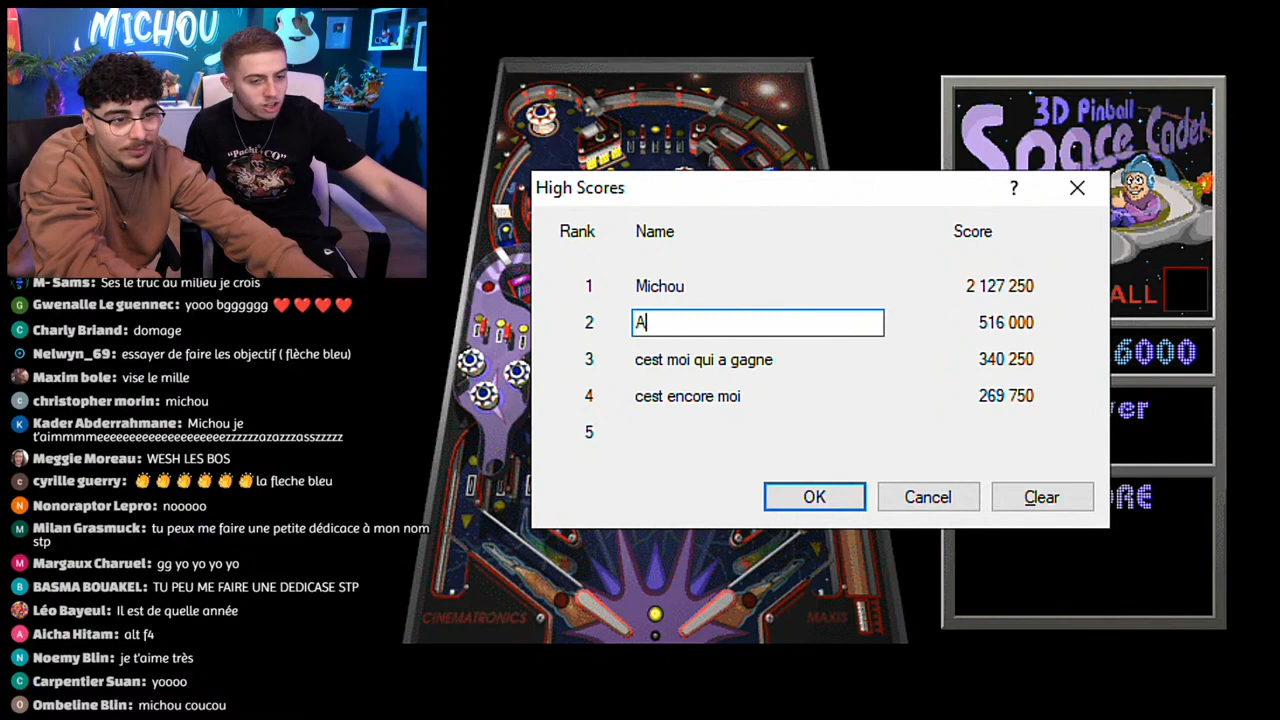 MICHOU
"Pachi & CO"
M- Sams: Ses le truc au milieu je crois
Gwenalle Le guennec: yooo bgggggg ❤️ ❤️ ❤️ ❤️
Charly Briand: domage
Nelwyn_69: essayer de faire les objectif ( flèche bleu)
Maxim bole: vise le mille
christopher morin: michou
Kader Abderrahmane: Michou je
t'aimmmmeeeeeeeeeeeeeeeeeeeezzzzzzazazzzasszzzzz
Meggie Moreau: WESH LES BOS
cyrille guerry: 👏 👏 👏 👏 👏 👏 la fleche bleu
Nonoraptor Lepro: nooooo
Milan Grasmuck: tu peux me faire une petite dédicace à mon nom
stp
Margaux Charuel: gg yo yo yo yo
BASMA BOUAKEL: TU PEU ME FAIRE UNE DEDICASE STP
Léo Bayeul: Il est de quelle année
Aicha Hitam: alt f4
Noemy Blin: je t'aime très
Carpentier Suan: yoooo
Ombeline Blin: michou coucou
High Scores
?
Rank Name Score
1 Michou 2 127 250
2 A 516 000
3 cest moi qui a gagne 340 250
4 cest encore moi 269 750
5
OK Cancel Clear
3D Pinball
Space Cadet
ALL
6000
er
RE
CINEMATRONICS
MAXIS